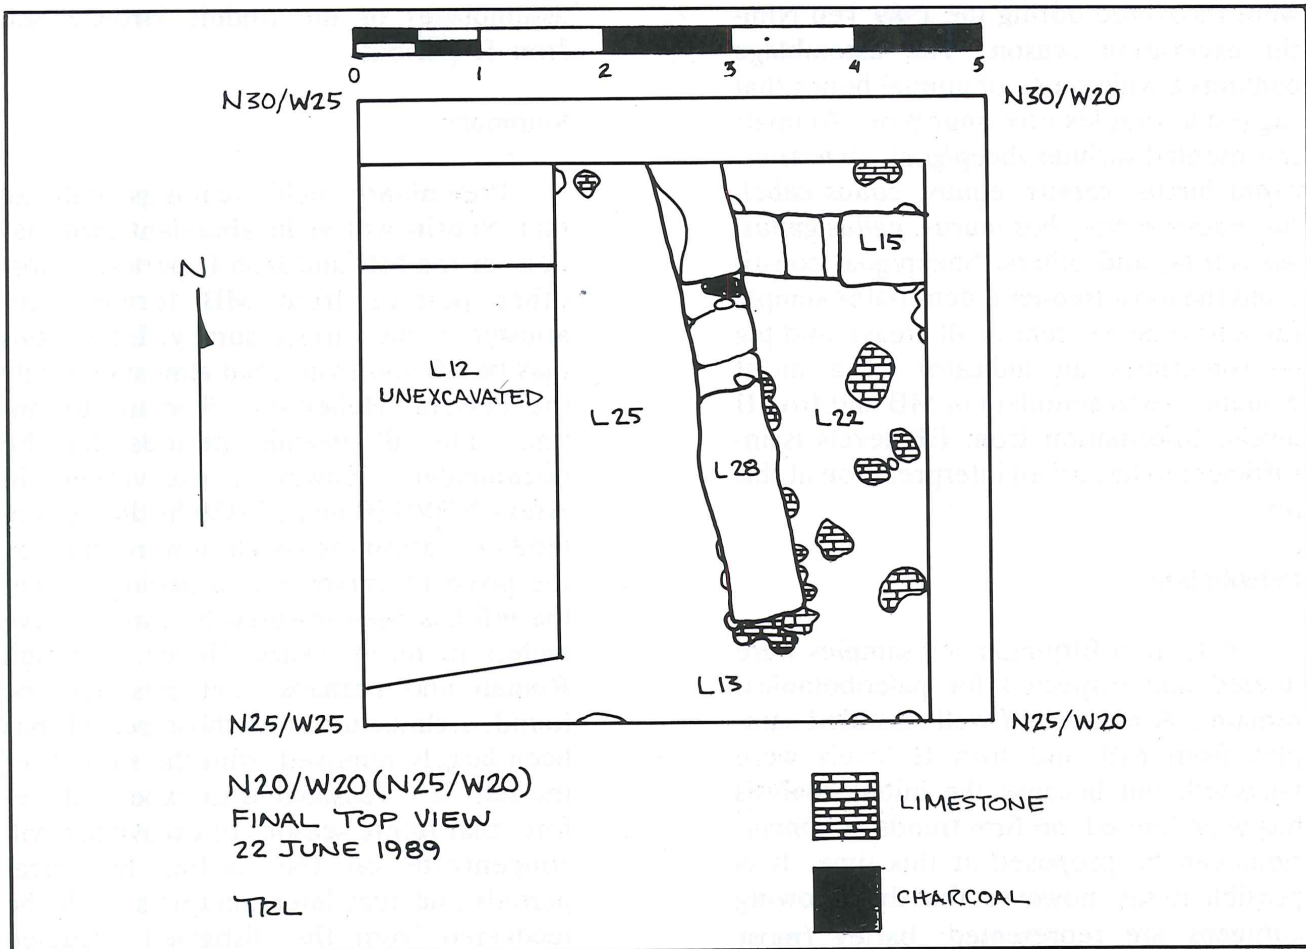 0 1 2 3 4 5
N30/W25 N30/W20
N
L15
L12
UNEXCAVATED
L25
L22
L28
L13
N25/W25 N25/W20
N20/W20 (N25/W20)
FINAL TOP VIEW
22 JUNE 1989
TRL
LIMESTONE
CHARCOAL